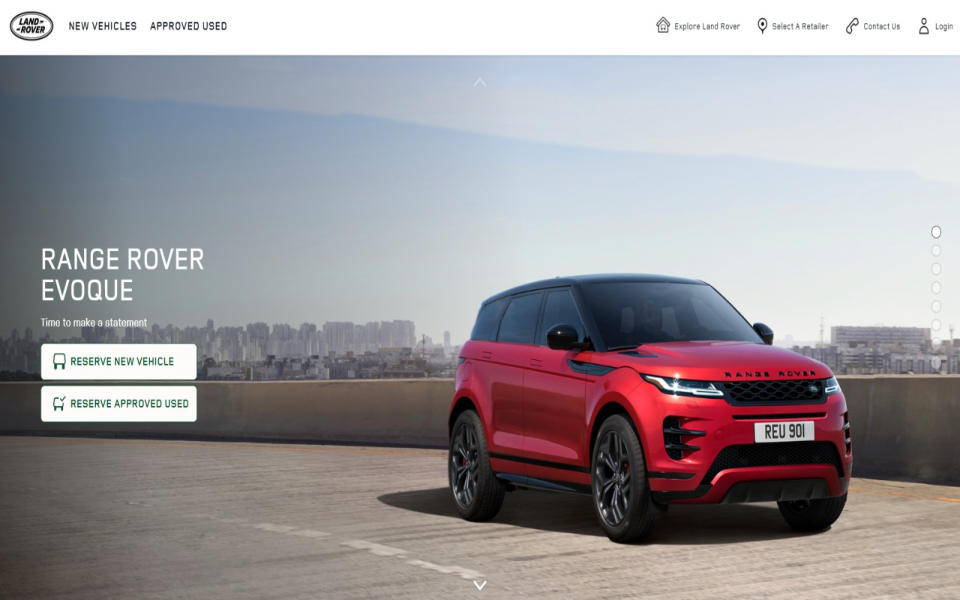 LAND-
-ROVER
NEW VEHICLES
APPROVED USED
Explore Land Rover
Select A Retailer
Contact Us
Login
RANGE ROVER
EVOQUE
Time to make a statement
RESERVE NEW VEHICLE
RESERVE APPROVED USED
RANGE ROVER
REU 901